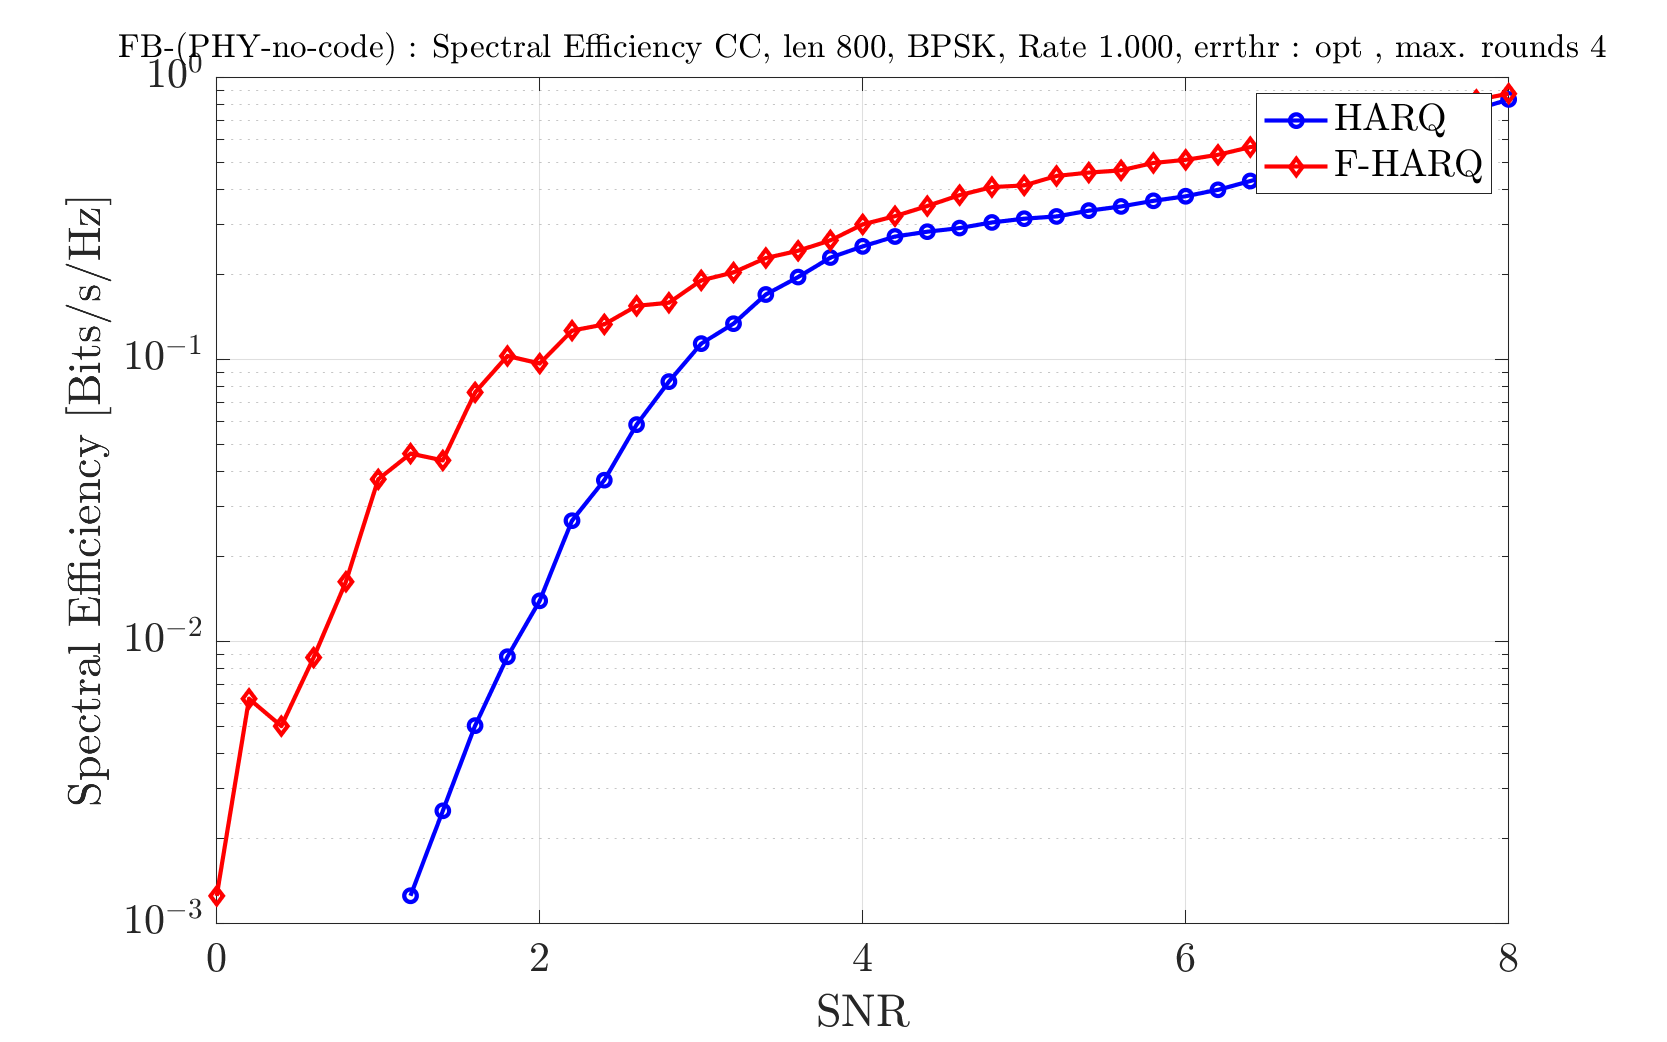 FB-(PHY-no-code) : Spectral Efficiency CC, len 800, BPSK, Rate 1.000, errthr : opt , max. rounds 4
10^0
10^-1
10^-2
10^-3
Spectral Efficiency [Bits/s/Hz]
HARQ
F-HARQ
0 2 4 6 8
SNR